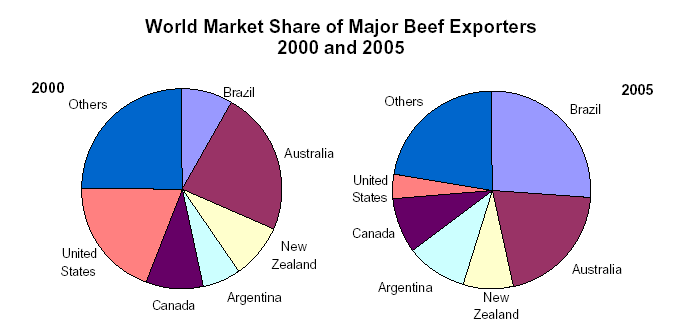 World Market Share of Major Beef Exporters
2000 and 2005
2000
Others
Brazil
Australia
New
Zealand
Argentina
Canada
United
States
2005
Others
Brazil
Australia
New
Zealand
Argentina
Canada
United
States